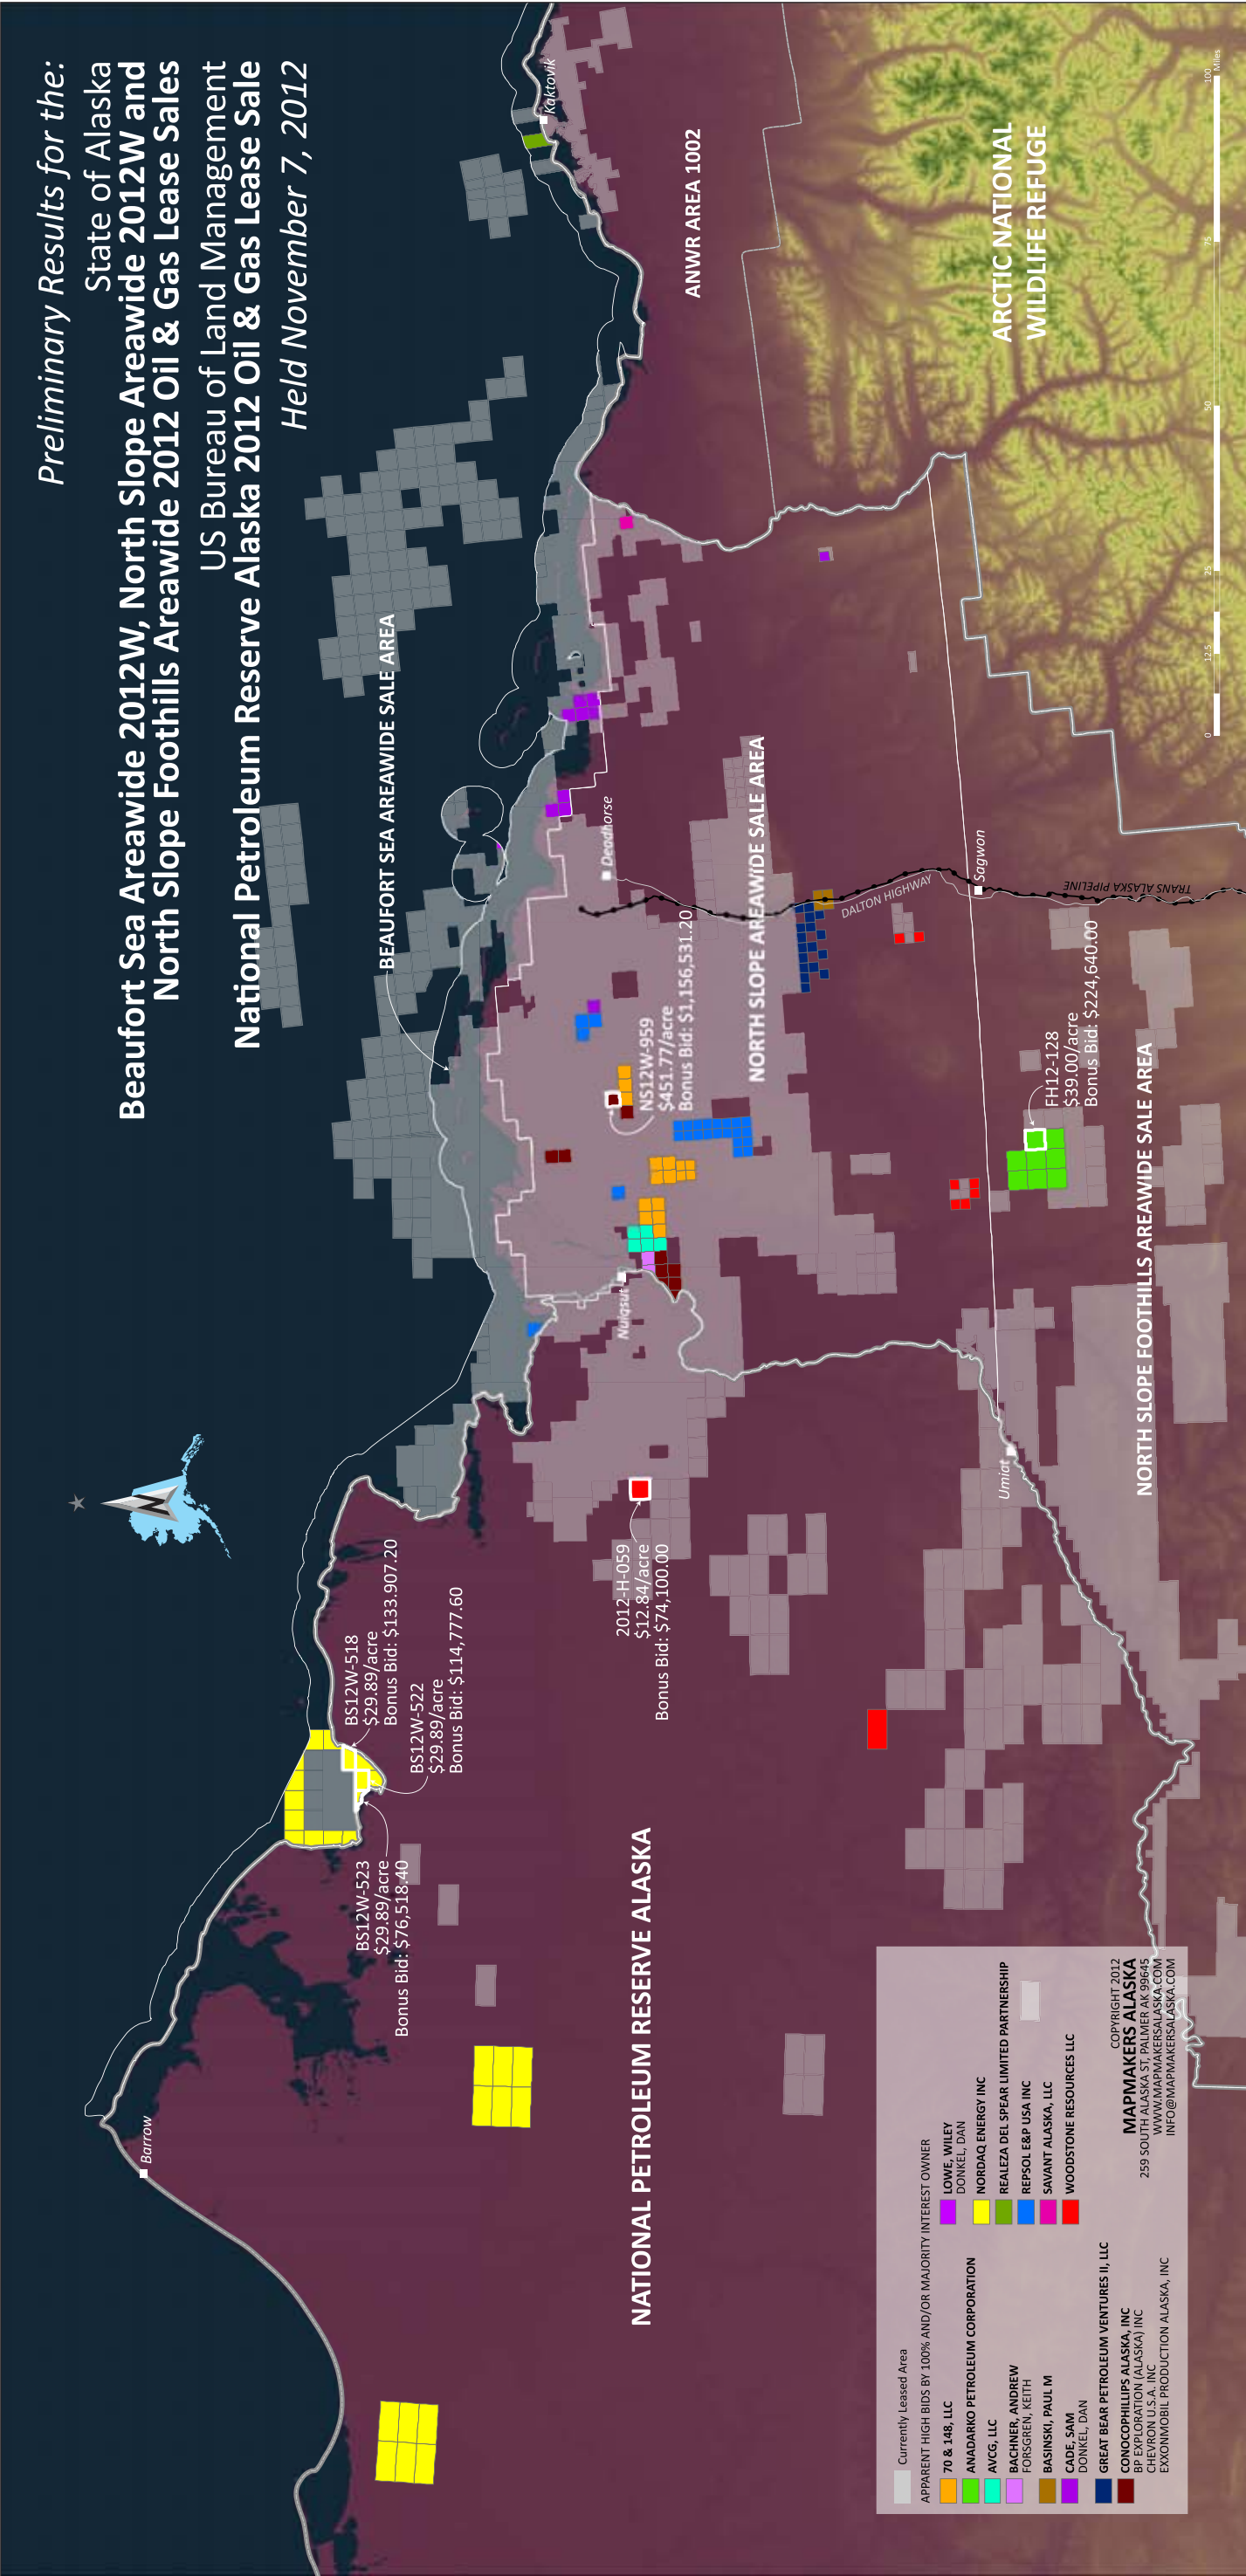 Preliminary Results for the:
State of Alaska
Beaufort Sea Areawide 2012W, North Slope Areawide 2012W and
North Slope Foothills Areawide 2012 Oil & Gas Lease Sales
US Bureau of Land Management
National Petroleum Reserve Alaska 2012 Oil & Gas Lease Sale
Held November 7, 2012
N
Barrow
BEAUFORT SEA AREAWIDE SALE AREA
Kaktovik
BS12W-518
$29.89/acre
Bonus Bid: $133.907.20
BS12W-522
$29.89/acre
Bonus Bid: $114,777.60
BS12W-523
$29.89/acre
Bonus Bid: $76,518.40
Deadhorse
Nuiqsut
NS12W-959
$451.77/acre
Bonus Bid: $1,156,531.20
2012-H-059
$12.84/acre
Bonus Bid: $74,100.00
NATIONAL PETROLEUM RESERVE ALASKA
NORTH SLOPE AREAWIDE SALE AREA
ANWR AREA 1002
DALTON HIGHWAY
Sagwon
TRANS ALASKA PIPELINE
ARCTIC NATIONAL
WILDLIFE REFUGE
Umiat
FH12-128
$39.00/acre
Bonus Bid: $224,640.00
NORTH SLOPE FOOTHILLS AREAWIDE SALE AREA
Currently Leased Area
APPARENT HIGH BIDS BY 100% AND/OR MAJORITY INTEREST OWNER
70 & 148, LLC
ANADARKO PETROLEUM CORPORATION
AVCG, LLC
BACHNER, ANDREW
FORSGREN, KEITH
BASINSKI, PAUL M
CADE, SAM
DONKEL, DAN
GREAT BEAR PETROLEUM VENTURES II, LLC
CONOCOPHILLIPS ALASKA, INC
BP EXPLORATION (ALASKA) INC
CHEVRON U.S.A. INC
EXXONMOBIL PRODUCTION ALASKA, INC
LOWE, WILEY
DONKEL, DAN
NORDAQ ENERGY INC
REALEZA DEL SPEAR LIMITED PARTNERSHIP
REPSOL E&P USA INC
SAVANT ALASKA, LLC
WOODSTONE RESOURCES LLC
COPYRIGHT 2012
MAPMAKERS ALASKA
259 SOUTH ALASKA ST, PALMER AK 99645
WWW.MAPMAKERSALASKA.COM
INFO@MAPMAKERSALASKA.COM
0 12.5 25 50 75 100
Miles